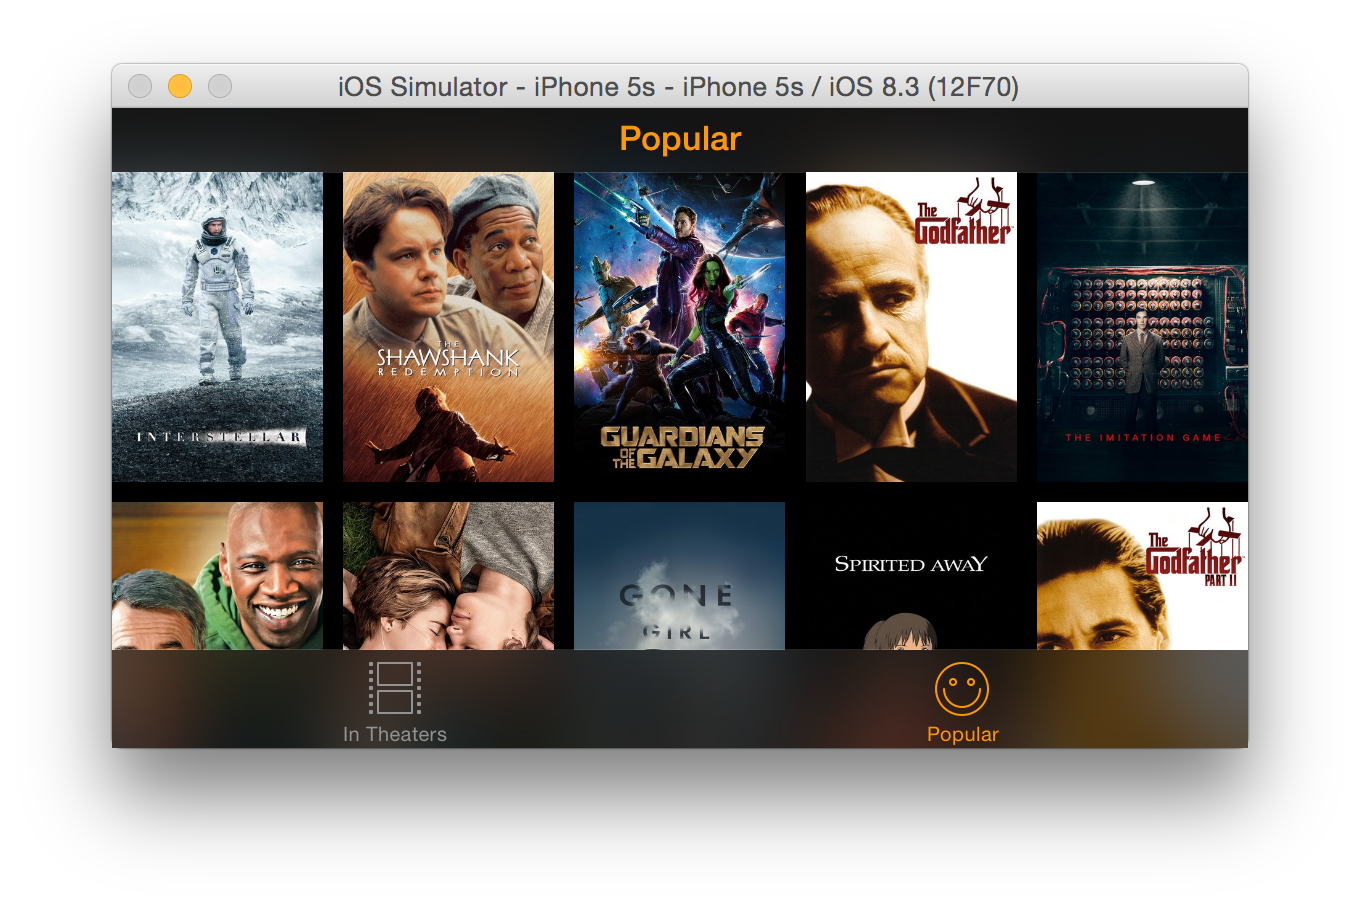 iOS Simulator - iPhone 5s - iPhone 5s / iOS 8.3 (12F70)
Popular
INTERSTELLAR
THE
SHAWSHANK
REDEMPTION
GUARDIANS
OF
THE GALAXY
The
Godfather
THE IMITATION GAME
GONE
GIRL
SPIRITED AWAY
The
Godfather
PART II
In Theaters
Popular